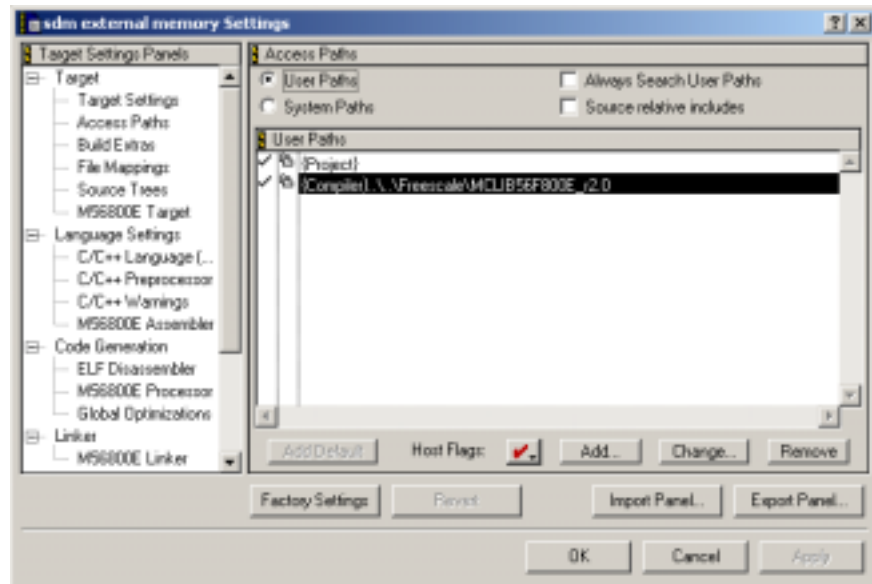 sdm external memory Settings
Target Settings Panels
Target
Target Settings
Access Paths
Build Extras
File Mappings
Source Trees
M56800E Target
Language Settings
C/C++ Language (...
C/C++ Preprocessor
C/C++ Warnings
M56800E Assembler
Code Generation
ELF Disassembler
M56800E Processor
Global Optimizations
Linker
M56800E Linker
Access Paths
User Paths
Always Search User Paths
System Paths
Source relative includes
User Paths
{Project}
{Compiler}..\..\Freescale\MCLIB56F800E_r2.0
Add Default
Host Flags:
Add...
Change...
Remove
Factory Settings
Revert
Import Panel...
Export Panel...
OK
Cancel
Apply